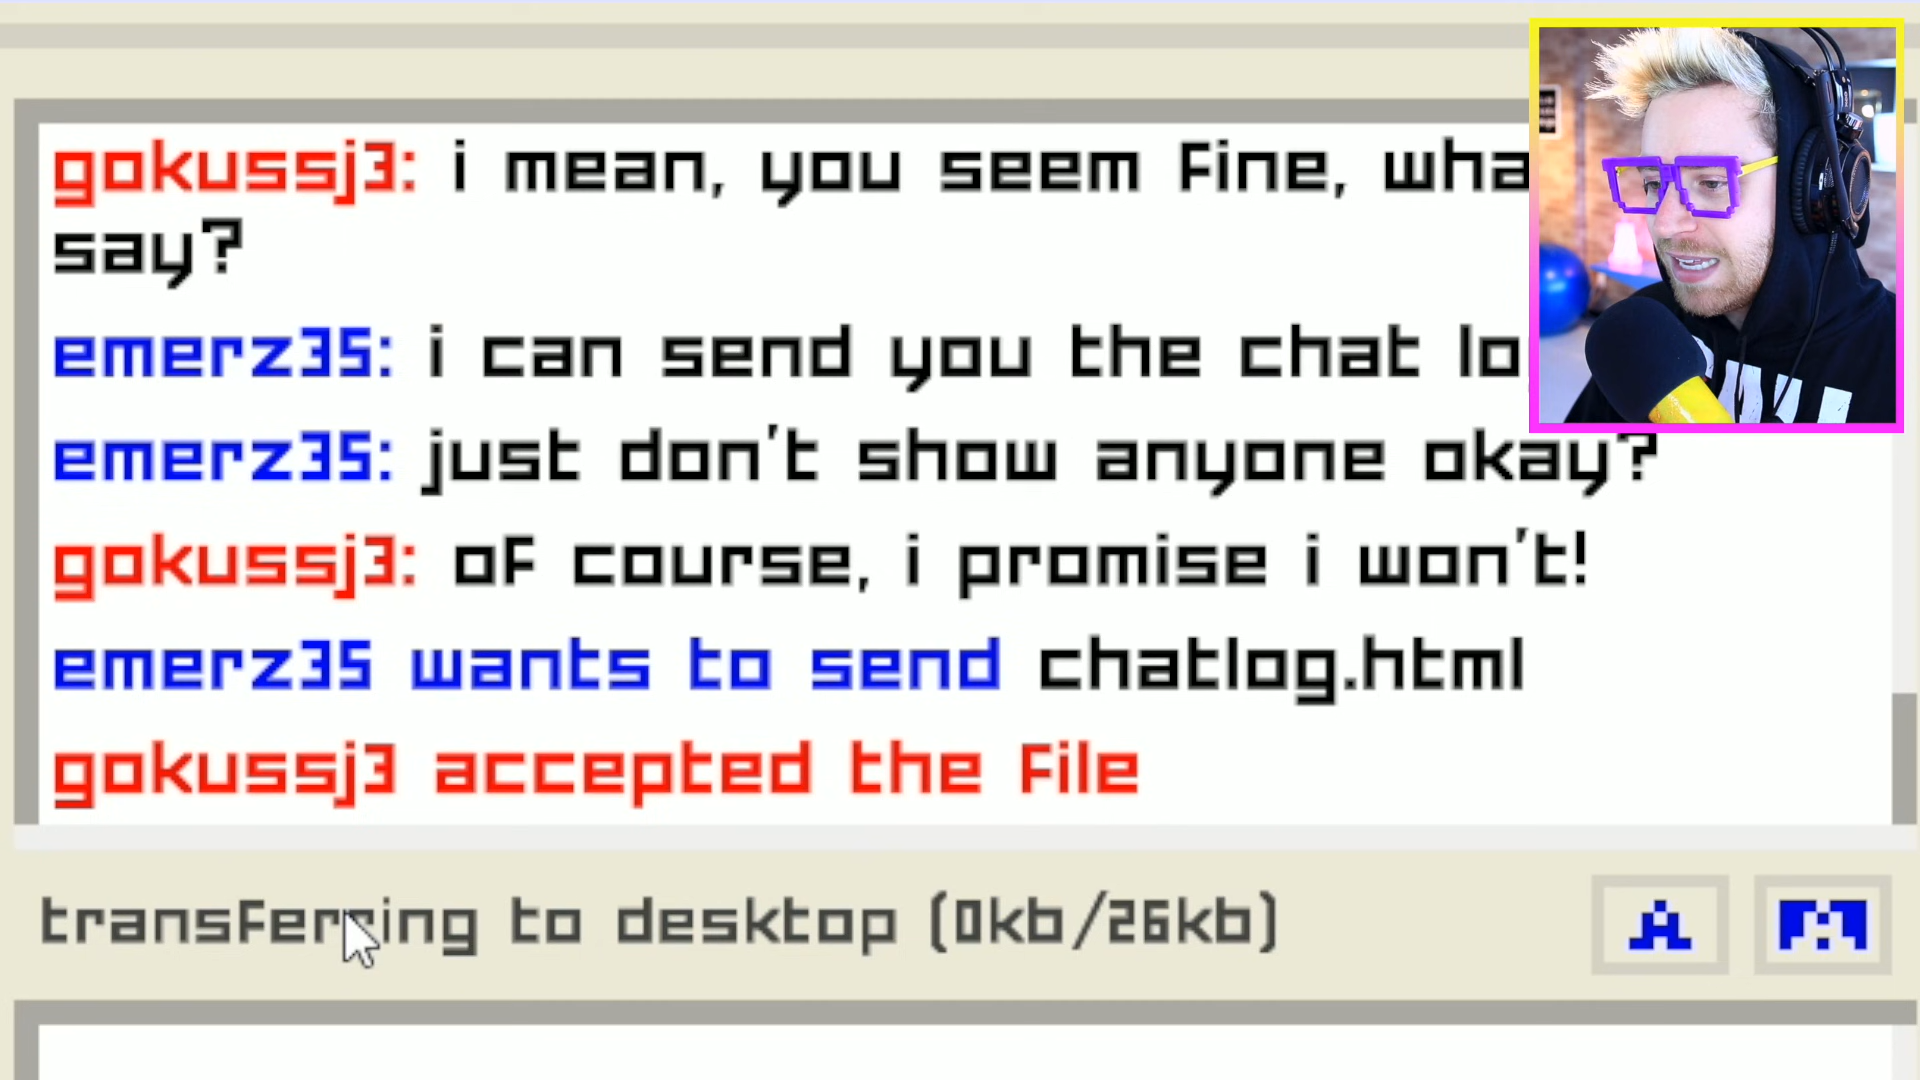 gokussj3: i mean, you seem fine,
say?
emerz35: i can send you the chat
emerz35: just don't show anyone okay?
gokussj3: of course, i promise i won't!
emerz35 wants to send chatlog.html
gokussj3 accepted the file
transferring to desktop (0kb/26kb)
A